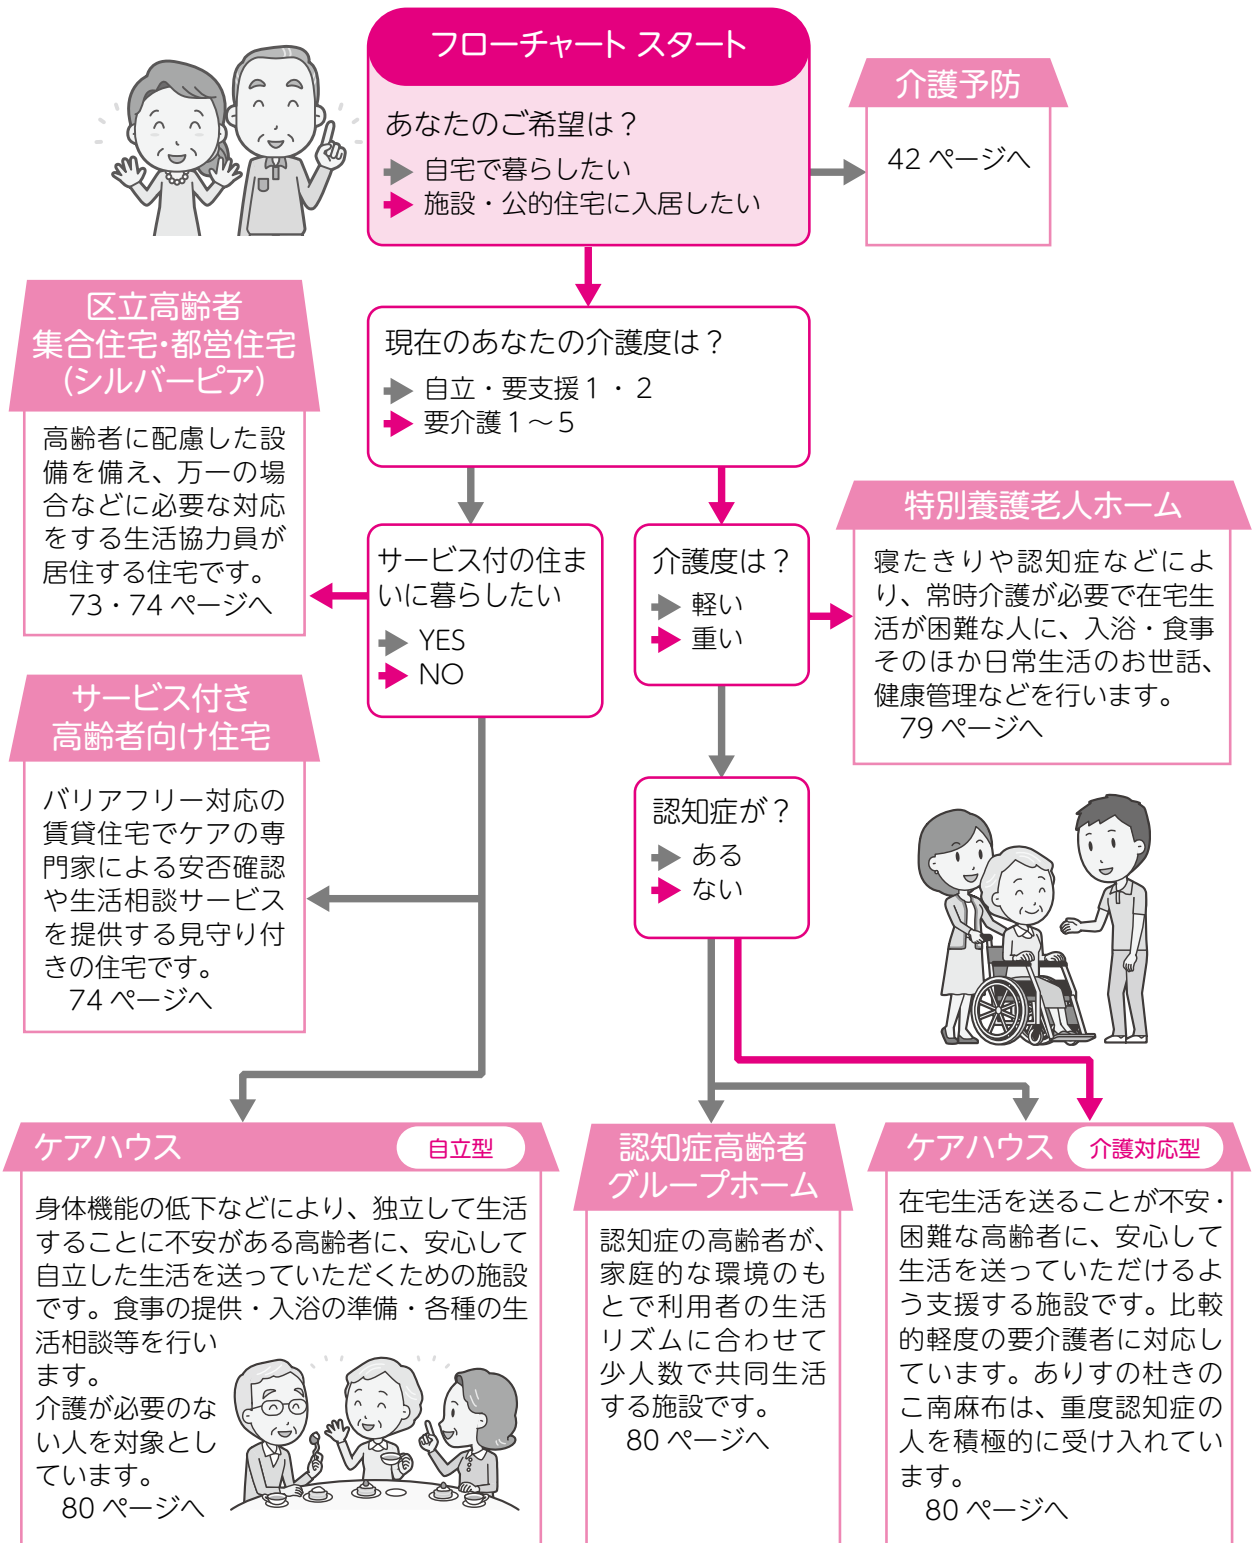 フローチャート スタート
あなたのご希望は？
自宅で暮らしたい
施設・公的住宅に入居したい
介護予防
42 ページへ
現在のあなたの介護度は？
自立・要支援１・２
要介護１～５
区立高齢者
集合住宅・都営住宅
（シルバーピア）
高齢者に配慮した設
備を備え、万一の場
合などに必要な対応
をする生活協力員が
居住する住宅です。
73・74 ページへ
サービス付の住ま
いに暮らしたい
YES
NO
介護度は？
軽い
重い
特別養護老人ホーム
寝たきりや認知症などによ
り、常時介護が必要で在宅生
活が困難な人に、入浴・食事
そのほか日常生活のお世話、
健康管理などを行います。
79 ページへ
サービス付き
高齢者向け住宅
バリアフリー対応の
賃貸住宅でケアの専
門家による安否確認
や生活相談サービス
を提供する見守り付
きの住宅です。
74 ページへ
認知症が？
ある
ない
ケアハウス 自立型
身体機能の低下などにより、独立して生活
することに不安がある高齢者に、安心して
自立した生活を送っていただくための施設
です。食事の提供・入浴の準備・各種の生
活相談等を行い
ます。
介護が必要のな
い人を対象とし
ています。
80 ページへ
認知症高齢者
グループホーム
認知症の高齢者が、
家庭的な環境のも
とで利用者の生活
リズムに合わせて
少人数で共同生活
する施設です。
80 ページへ
ケアハウス 介護対応型
在宅生活を送ることが不安・
困難な高齢者に、安心して
生活を送っていただけるよ
う支援する施設です。比較
的軽度の要介護者に対応し
ています。ありすの杜きの
こ南麻布は、重度認知症の
人を積極的に受け入れてい
ます。
80 ページへ